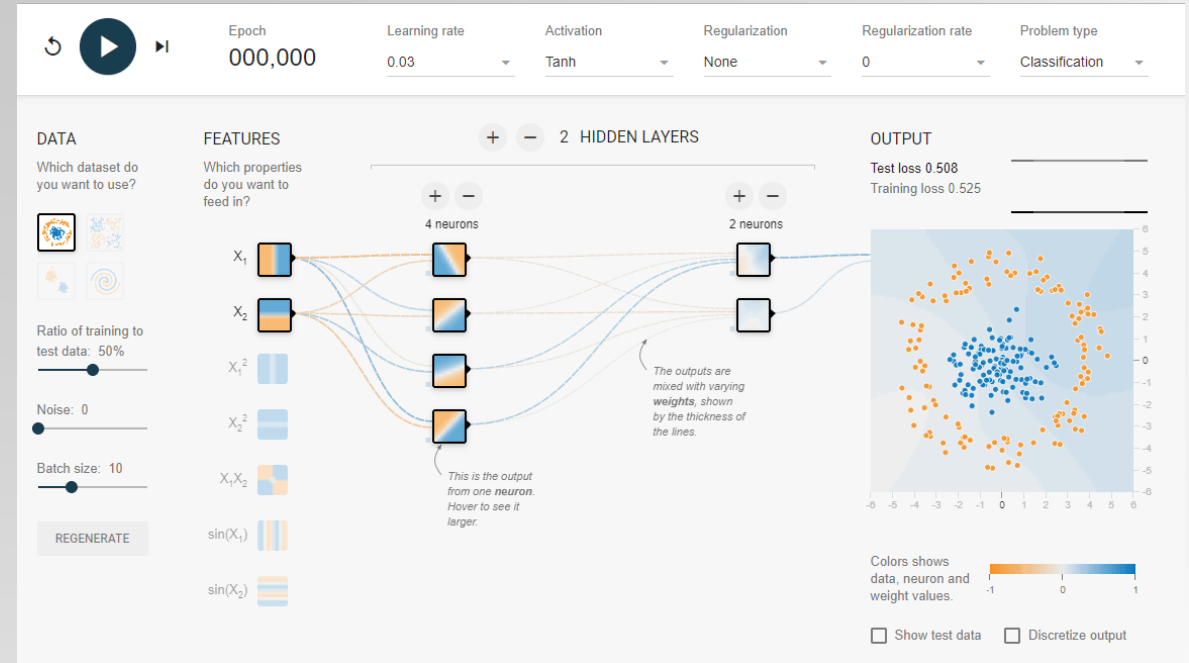 Epoch
000,000
Learning rate
0.03
Activation
Tanh
Regularization
None
Regularization rate
0
Problem type
Classification
DATA
Which dataset do
you want to use?
Ratio of training to
test data: 50%
Noise: 0
Batch size: 10
REGENERATE
FEATURES
Which properties
do you want to
feed in?
X₁
X₂
X₁²
X₂²
X₁X₂
sin(X₁)
sin(X₂)
+ − 2 HIDDEN LAYERS
+ −
4 neurons
+ −
2 neurons
The outputs are
mixed with varying
weights, shown
by the thickness of
the lines.
This is the output
from one neuron.
Hover to see it
larger.
OUTPUT
Test loss 0.508
Training loss 0.525
6
5
4
3
2
1
0
-1
-2
-3
-4
-5
-6
-6 -5 -4 -3 -2 -1 0 1 2 3 4 5 6
Colors shows
data, neuron and
weight values.
-1 0 1
Show test data
Discretize output